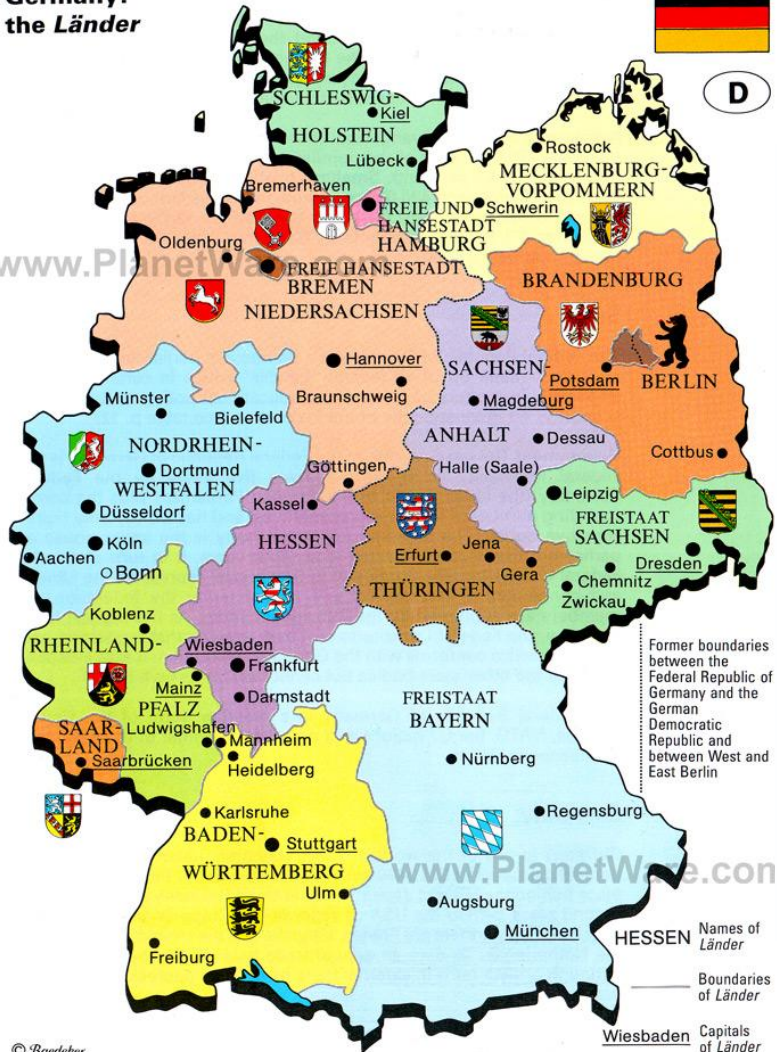 Germany:
the Länder
D
SCHLESWIG-
Kiel
HOLSTEIN
Lübeck
Rostock
MECKLENBURG-
VORPOMMERN
Schwerin
Bremerhaven
FREIE UND
HANSESTADT
HAMBURG
Oldenburg
www.PlanetWare.com
FREIE HANSESTADT
BREMEN
NIEDERSACHSEN
BRANDENBURG
Hannover
Braunschweig
SACHSEN-
Magdeburg
ANHALT
Dessau
Halle (Saale)
Potsdam
BERLIN
Cottbus
Münster
Bielefeld
NORDRHEIN-
Dortmund
WESTFALEN
Düsseldorf
Köln
Aachen
Bonn
Göttingen
Kassel
HESSEN
Erfurt
Jena
Gera
THÜRINGEN
Leipzig
FREISTAAT
SACHSEN
Dresden
Chemnitz
Zwickau
Koblenz
RHEINLAND-
Wiesbaden
Frankfurt
Mainz
Darmstadt
PFALZ
SAAR-
LAND
Saarbrücken
Ludwigshafen
Mannheim
Heidelberg
FREISTAAT
BAYERN
Nürnberg
Regensburg
Karlsruhe
BADEN-
Stuttgart
WÜRTTEMBERG
Ulm
Freiburg
www.PlanetWare.com
Augsburg
München
Former boundaries
between the
Federal Republic of
Germany and the
German
Democratic
Republic and
between West and
East Berlin
HESSEN Names of
Länder
Boundaries
of Länder
Wiesbaden Capitals
of Länder
© Baedeker